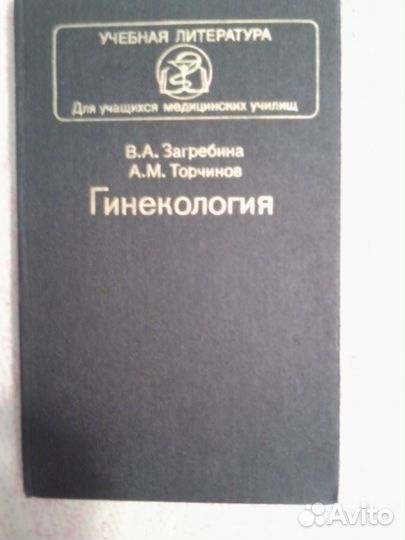 УЧЕБНАЯ ЛИТЕРАТУРА
Для учащихся медицинских училищ
В.А. Загребина
А.М. Торчинов
Гинекология
Avito